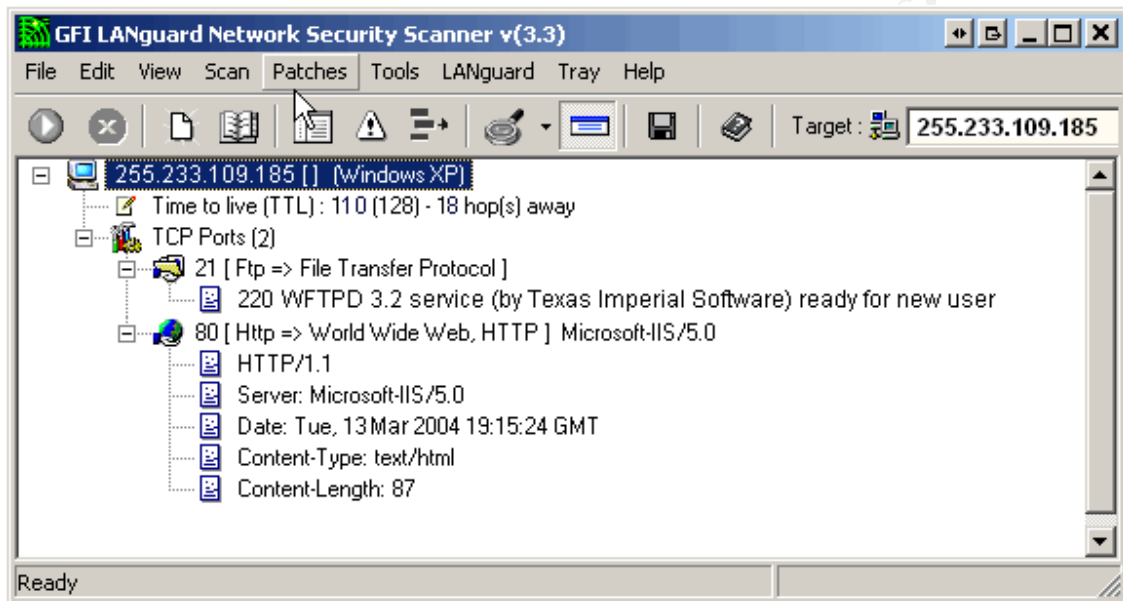 GFI LANguard Network Security Scanner v(3.3)
File Edit View Scan Patches Tools LANguard Tray Help
Target : 255.233.109.185
255.233.109.185 [] (Windows XP)
Time to live (TTL) : 110 (128) - 18 hop(s) away
TCP Ports (2)
21 [ Ftp => File Transfer Protocol ]
220 WFTPD 3.2 service (by Texas Imperial Software) ready for new user
80 [ Http => World Wide Web, HTTP ] Microsoft-IIS/5.0
HTTP/1.1
Server: Microsoft-IIS/5.0
Date: Tue, 13 Mar 2004 19:15:24 GMT
Content-Type: text/html
Content-Length: 87
Ready